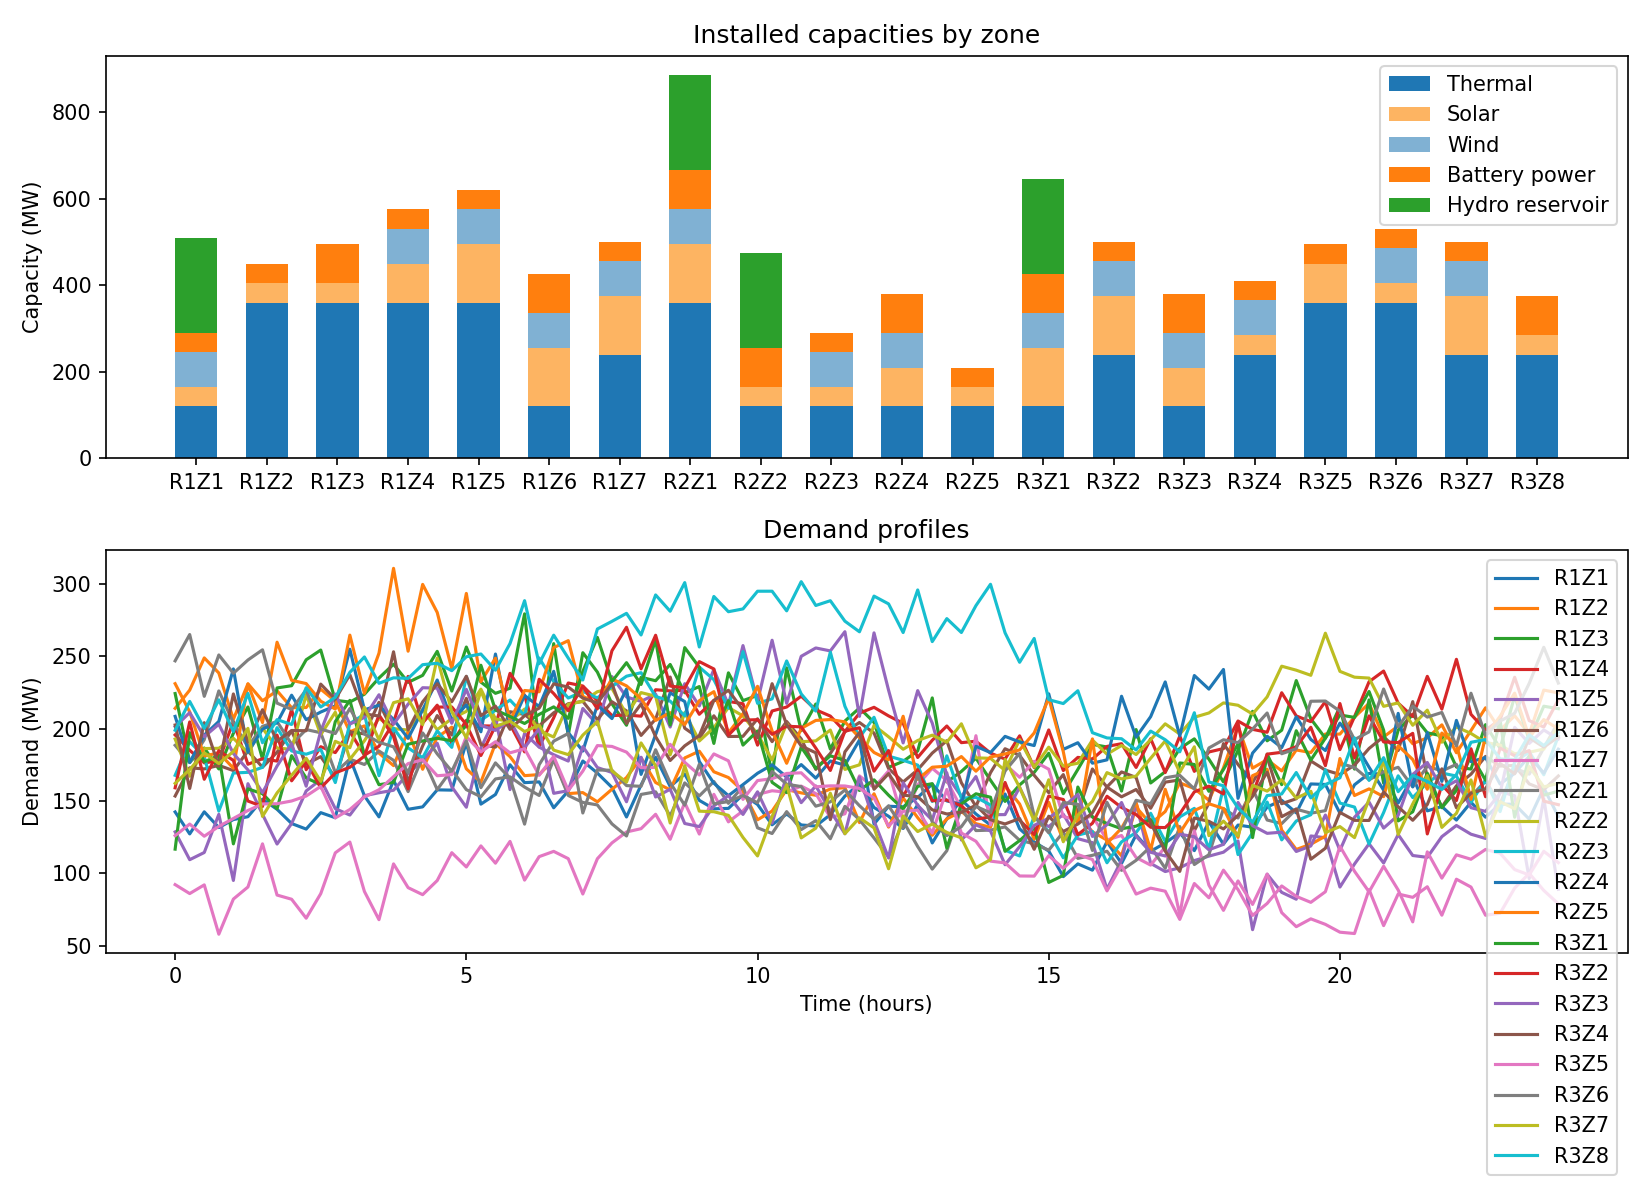 Installed capacities by zone
Capacity (MW)
800
600
400
200
0
Thermal
Solar
Wind
Battery power
Hydro reservoir
R1Z1 R1Z2 R1Z3 R1Z4 R1Z5 R1Z6 R1Z7 R2Z1 R2Z2 R2Z3 R2Z4 R2Z5 R3Z1 R3Z2 R3Z3 R3Z4 R3Z5 R3Z6 R3Z7 R3Z8
Demand profiles
Demand (MW)
300
250
200
150
100
50
0 5 10 15 20
Time (hours)
R1Z1
R1Z2
R1Z3
R1Z4
R1Z5
R1Z6
R1Z7
R2Z1
R2Z2
R2Z3
R2Z4
R2Z5
R3Z1
R3Z2
R3Z3
R3Z4
R3Z5
R3Z6
R3Z7
R3Z8